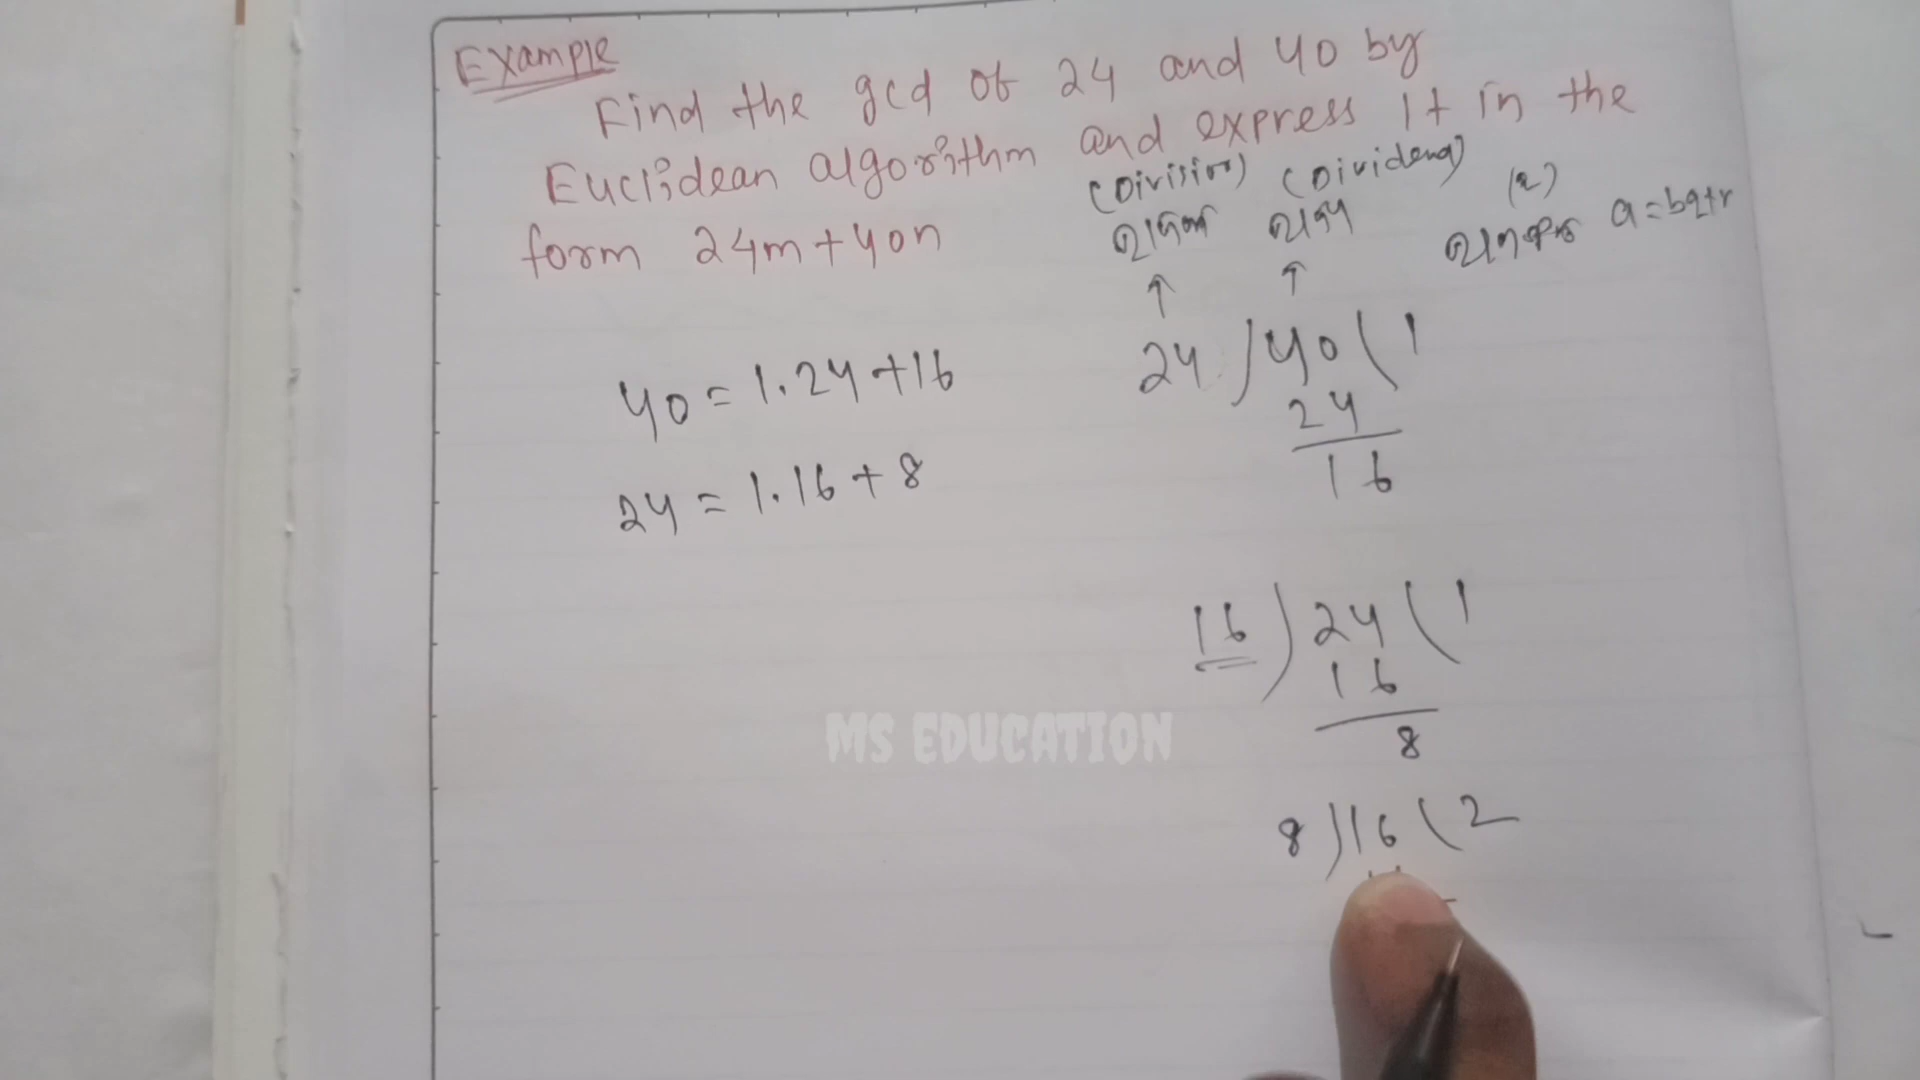 Example
Find the gcd of 24 and 40 by
Euclidean algorithm and express it in the
form 24m+40n
(Division) (Dividend) (r)
ભાજક ભાજ્ય a=bq+r
↑ ↑
24 ) 40 ( 1
24
16
40 = 1.24+16
24 = 1.16 + 8
16 ) 24 ( 1
16
8
8 ) 16 ( 2
MS EDUCATION